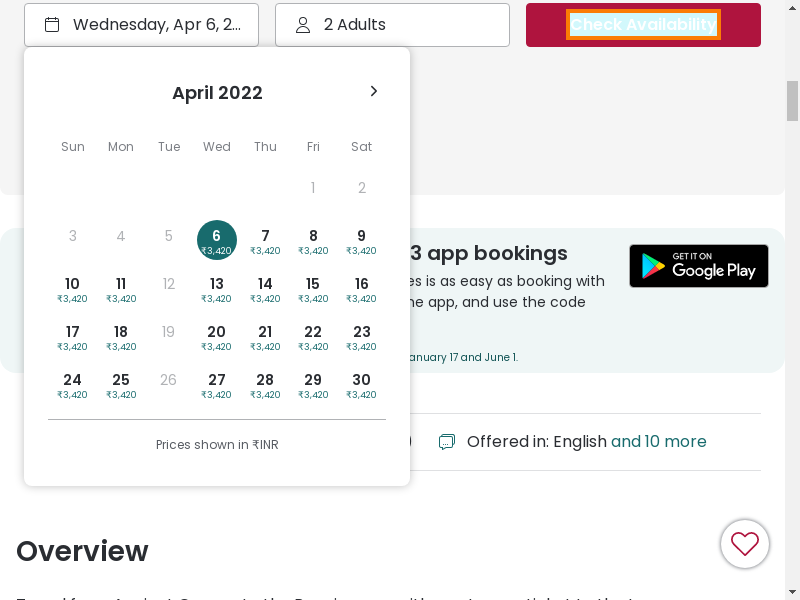 Wednesday, Apr 6, 2...
2 Adults
Check Availability
April 2022
Sun Mon Tue Wed Thu Fri Sat
1 2
3 4 5 6 7 8 9
₹3,420 ₹3,420 ₹3,420 ₹3,420
10 11 12 13 14 15 16
₹3,420 ₹3,420 ₹3,420 ₹3,420 ₹3,420 ₹3,420
17 18 19 20 21 22 23
₹3,420 ₹3,420 ₹3,420 ₹3,420 ₹3,420 ₹3,420
24 25 26 27 28 29 30
₹3,420 ₹3,420 ₹3,420 ₹3,420 ₹3,420 ₹3,420
Prices shown in ₹INR
3 app bookings
is as easy as booking with
app, and use the code
January 17 and June 1.
GET IT ON
Google Play
Offered in: English and 10 more
Overview